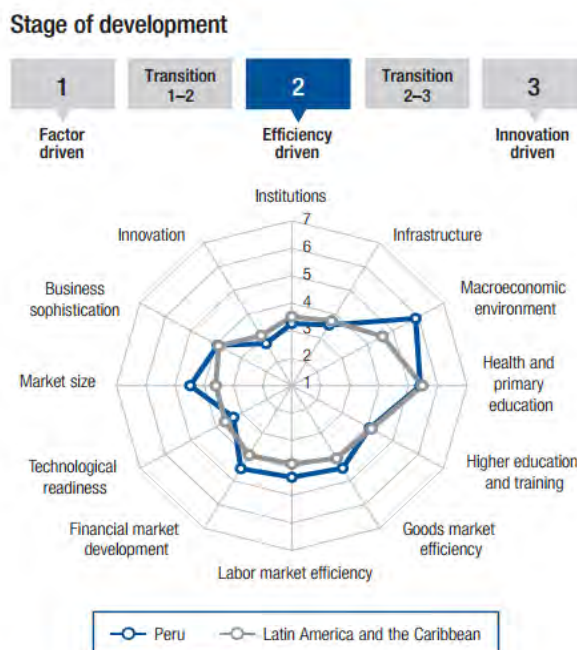 Stage of development
1
Transition
1–2
2
Transition
2–3
3
Factor
driven
Efficiency
driven
Innovation
driven
Institutions
7
6
5
4
3
2
1
Infrastructure
Macroeconomic
environment
Health and
primary
education
Higher education
and training
Goods market
efficiency
Labor market efficiency
Financial market
development
Technological
readiness
Market size
Business
sophistication
Innovation
Peru
Latin America and the Caribbean